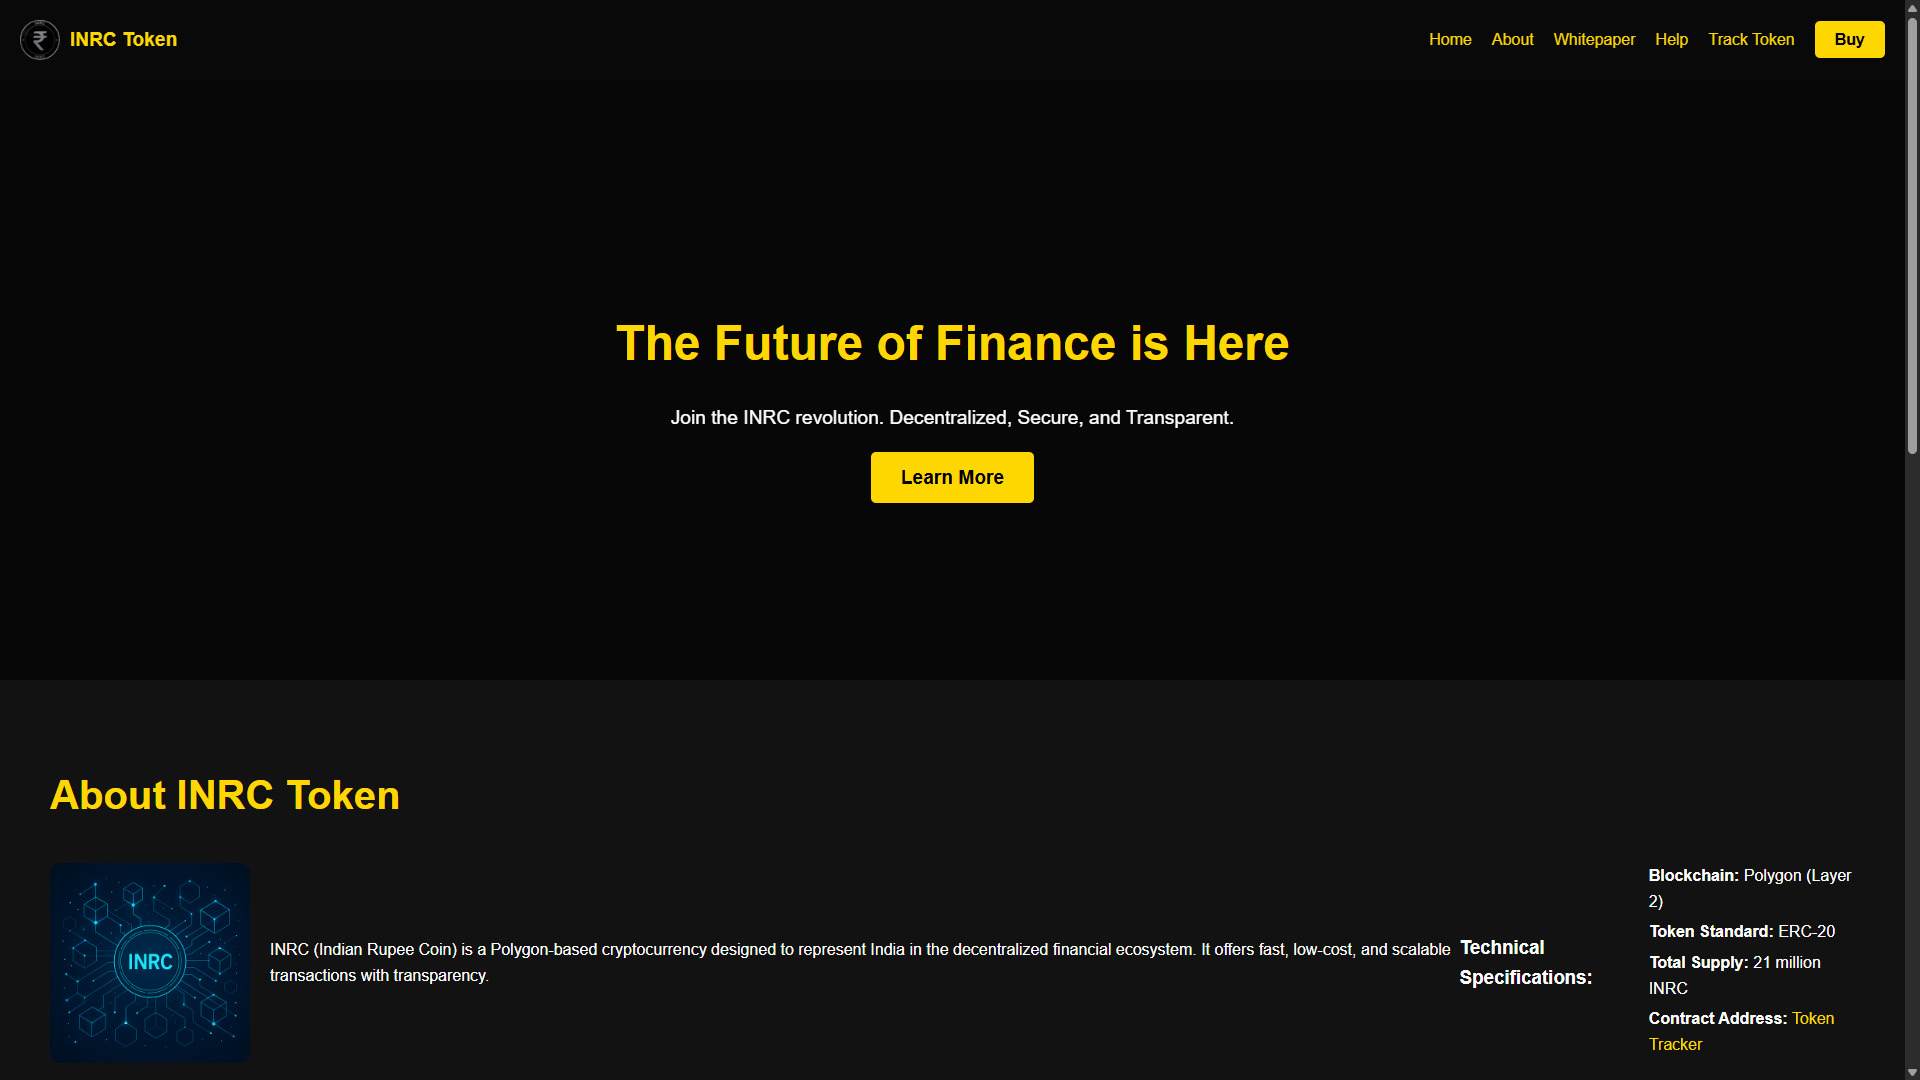 INRC Token
Home
About
Whitepaper
Help
Track Token
Buy
The Future of Finance is Here
Join the INRC revolution. Decentralized, Secure, and Transparent.
Learn More
About INRC Token
INRC
INRC (Indian Rupee Coin) is a Polygon-based cryptocurrency designed to represent India in the decentralized financial ecosystem. It offers fast, low-cost, and scalable
transactions with transparency.
Technical
Specifications:
Blockchain: Polygon (Layer
2)
Token Standard: ERC-20
Total Supply: 21 million
INRC
Contract Address: Token
Tracker